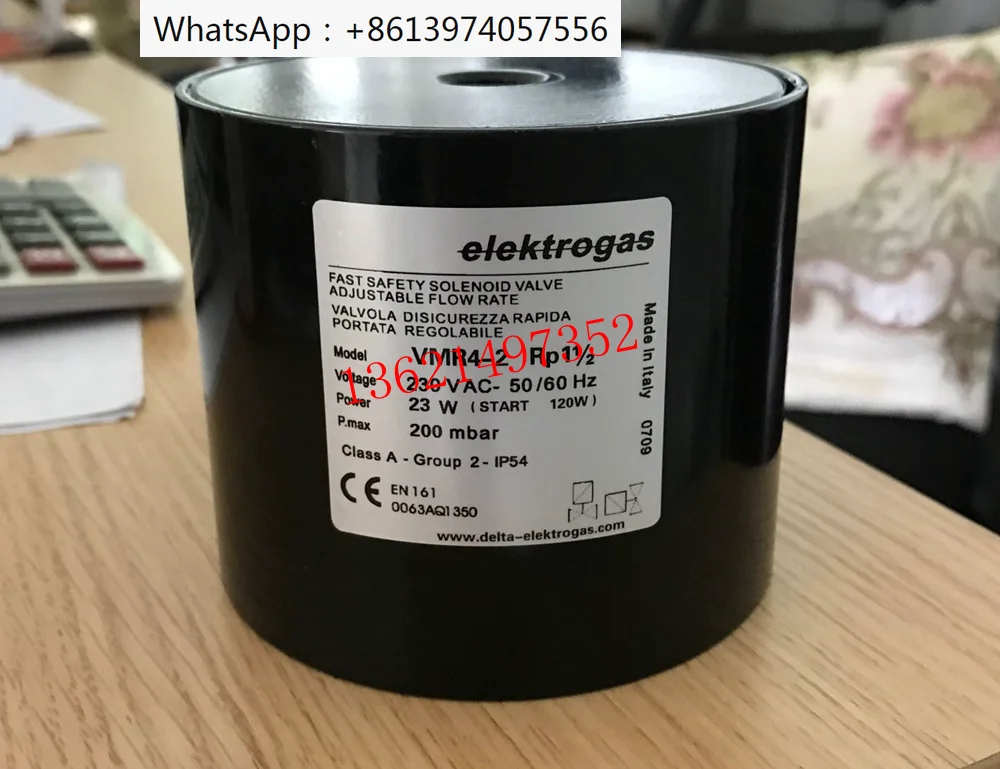 WhatsApp：+8613974057556
elektrogas
FAST SAFETY SOLENOID VALVE
ADJUSTABLE FLOW RATE
VALVOLA DISICUREZZA RAPIDA
PORTATA REGOLABILE
Model VMR4-2 Rp1½
13621497352
Voltage 230 VAC- 50/60 Hz
Power 23 W (START 120W)
P.max 200 mbar
Class A - Group 2 - IP54
CE EN 161
0063AQ1350
www.delta-elektrogas.com
Made In Italy 0709